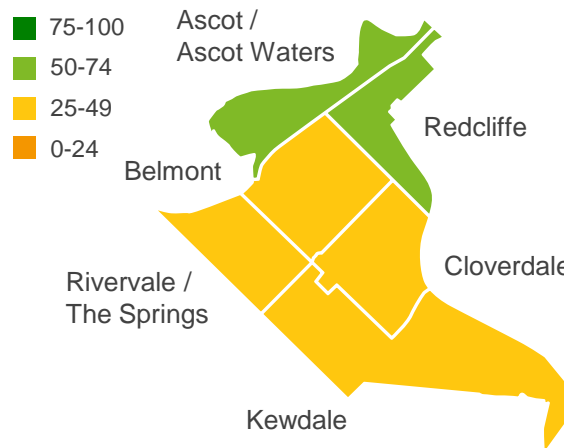 75-100
50-74
25-49
0-24
Ascot /
Ascot Waters
Redcliffe
Belmont
Cloverdale
Rivervale /
The Springs
Kewdale